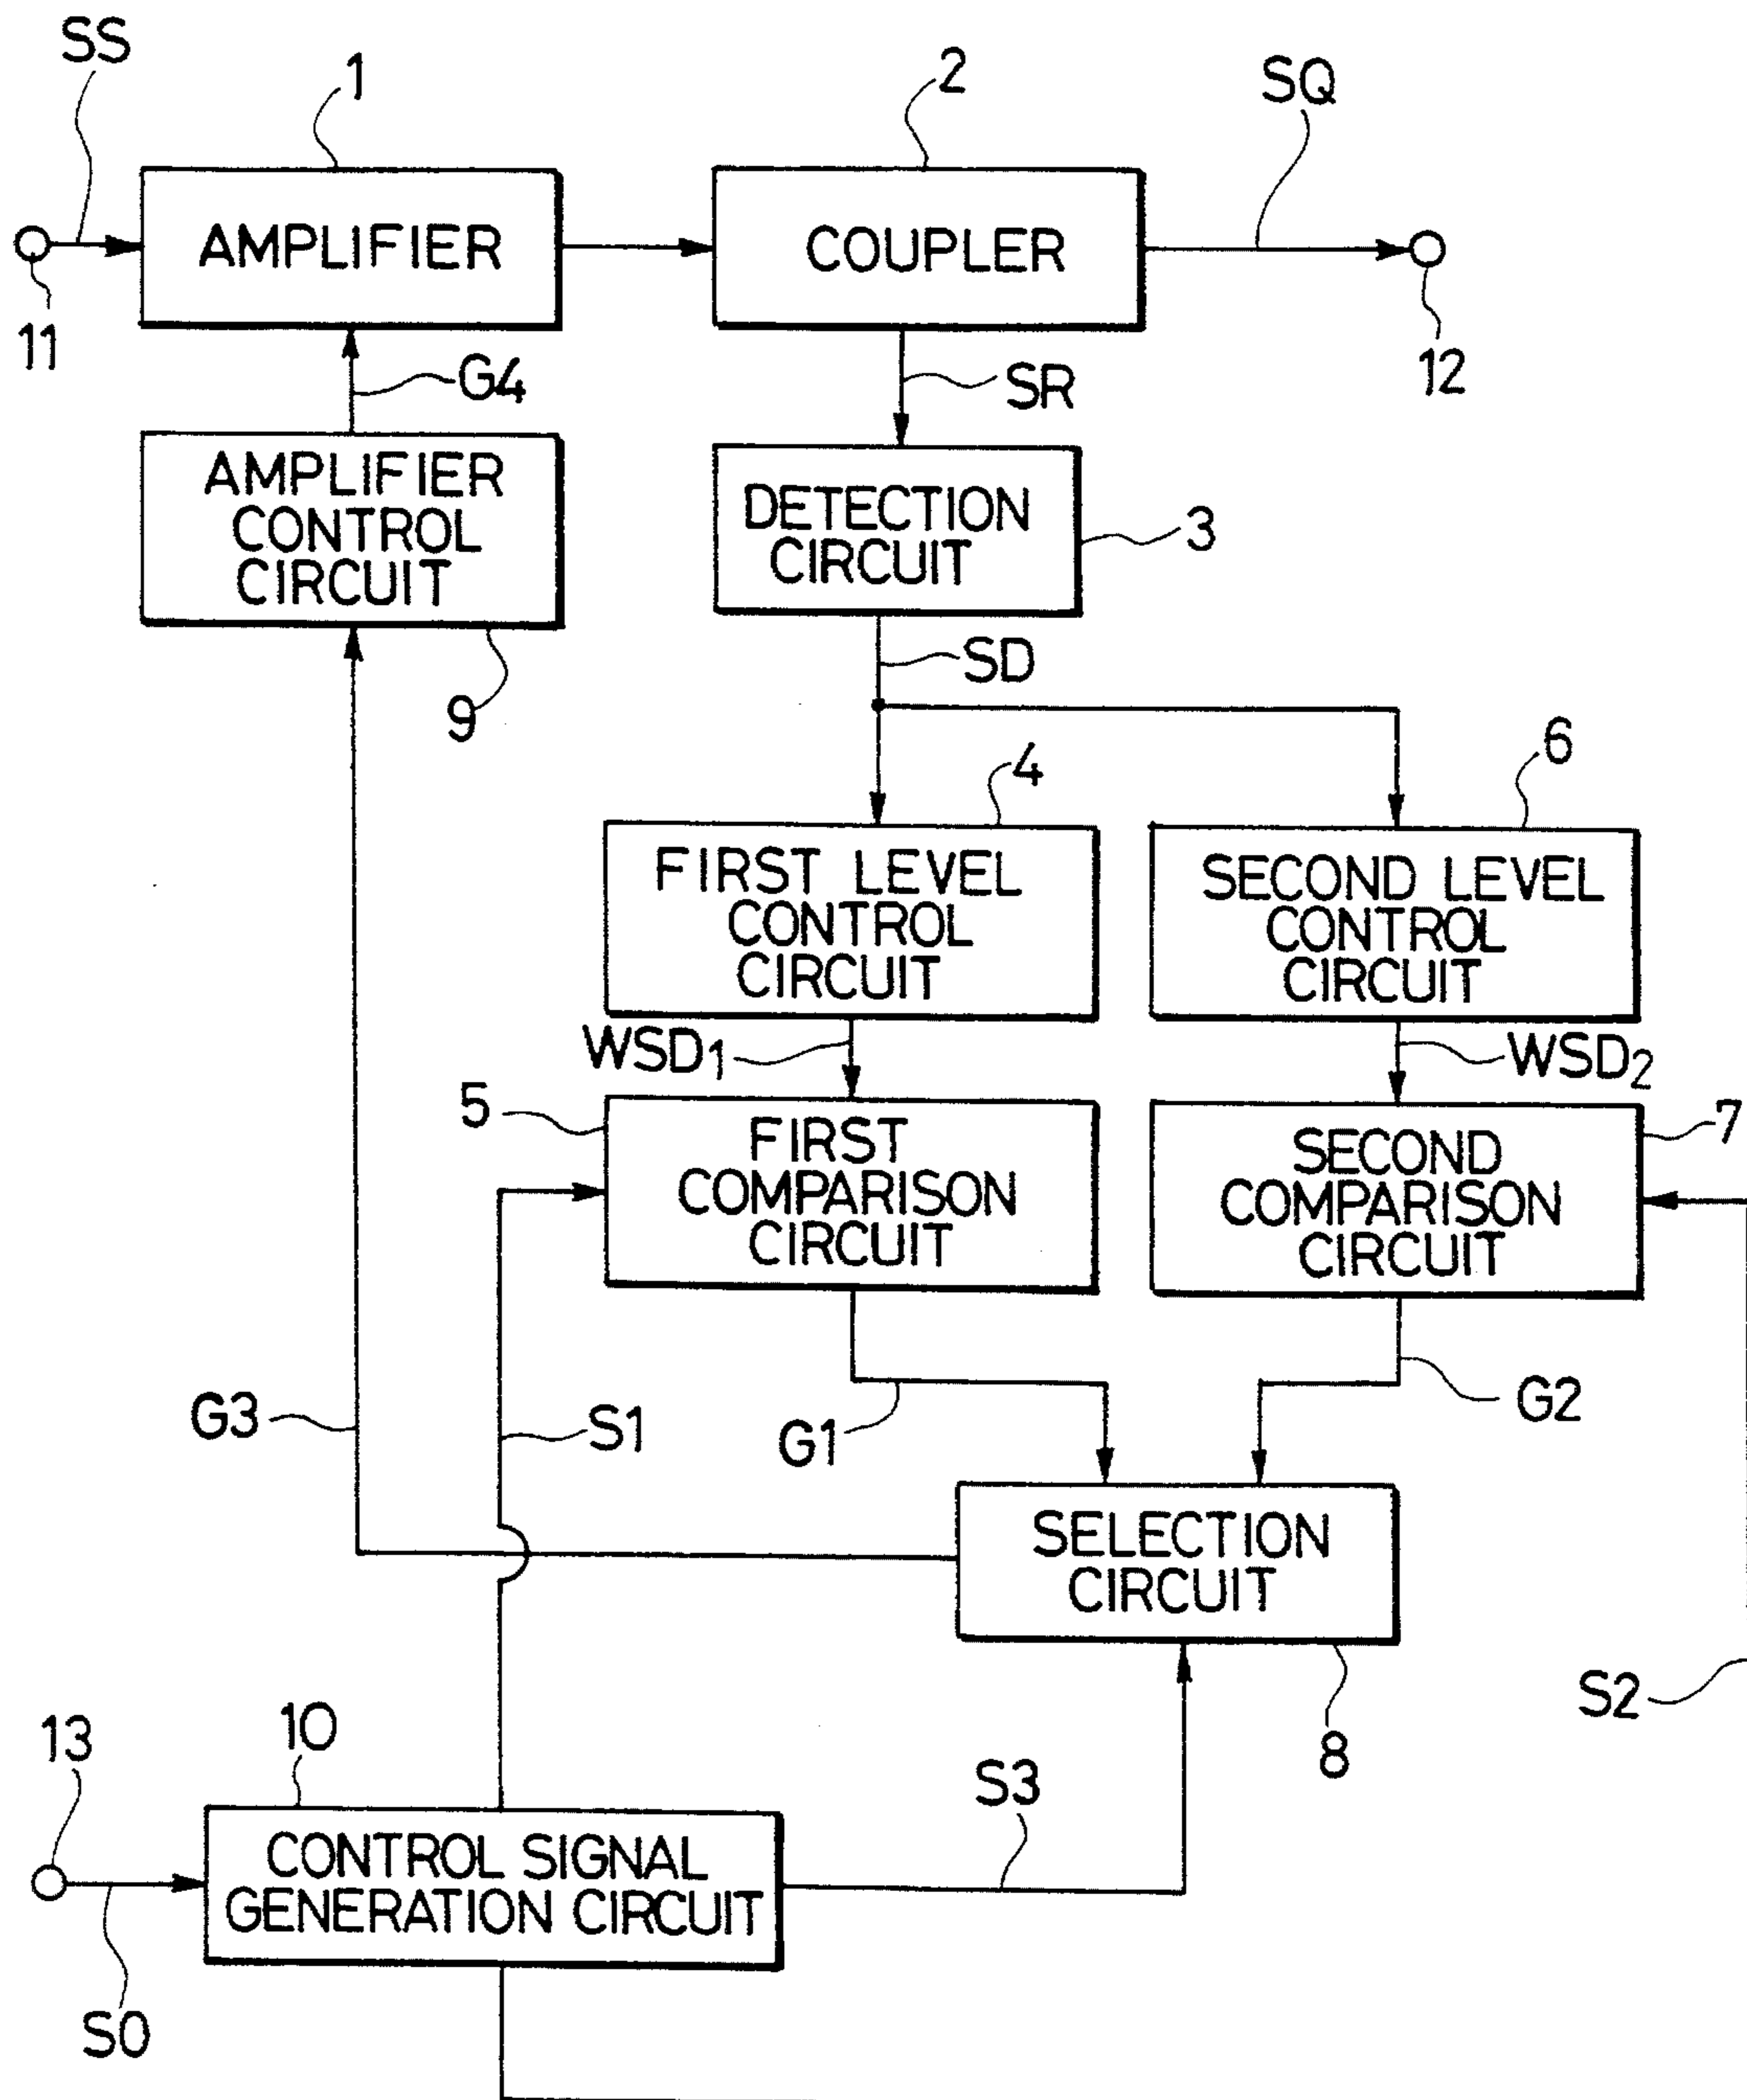 SS
1
2
SQ
AMPLIFIER
COUPLER
11
12
G4
SR
AMPLIFIER
CONTROL
CIRCUIT
DETECTION
CIRCUIT
3
9
SD
4
6
FIRST LEVEL
CONTROL
CIRCUIT
SECOND LEVEL
CONTROL
CIRCUIT
WSD1
WSD2
5
7
FIRST
COMPARISON
CIRCUIT
SECOND
COMPARISON
CIRCUIT
G3
S1
G1
G2
SELECTION
CIRCUIT
S2
8
13
10
S3
CONTROL SIGNAL
GENERATION CIRCUIT
S0